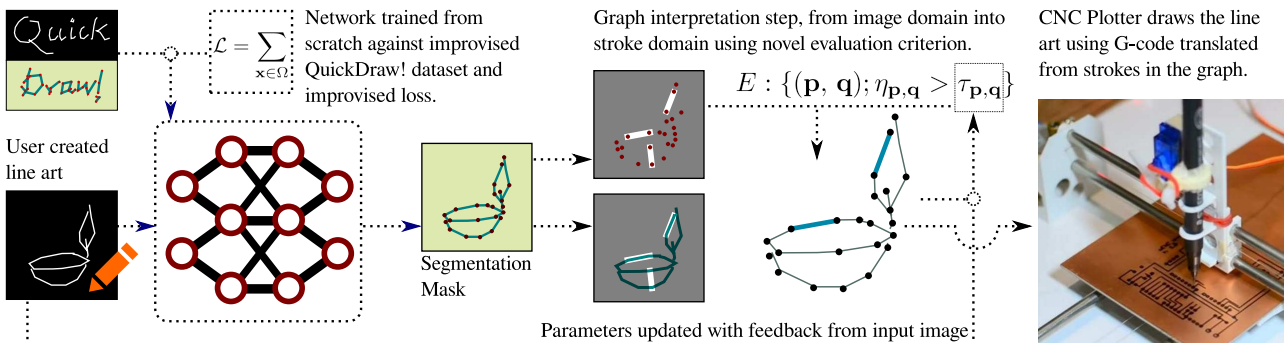 Quick
Draw!
ℒ = ∑ x∈Ω
Network trained from
scratch against improvised
QuickDraw! dataset and
improvised loss.
User created
line art
Segmentation
Mask
Graph interpretation step, from image domain into
stroke domain using novel evaluation criterion.
E : {(p, q); η_p,q > τ_p,q}
Parameters updated with feedback from input image
CNC Plotter draws the line
art using G-code translated
from strokes in the graph.